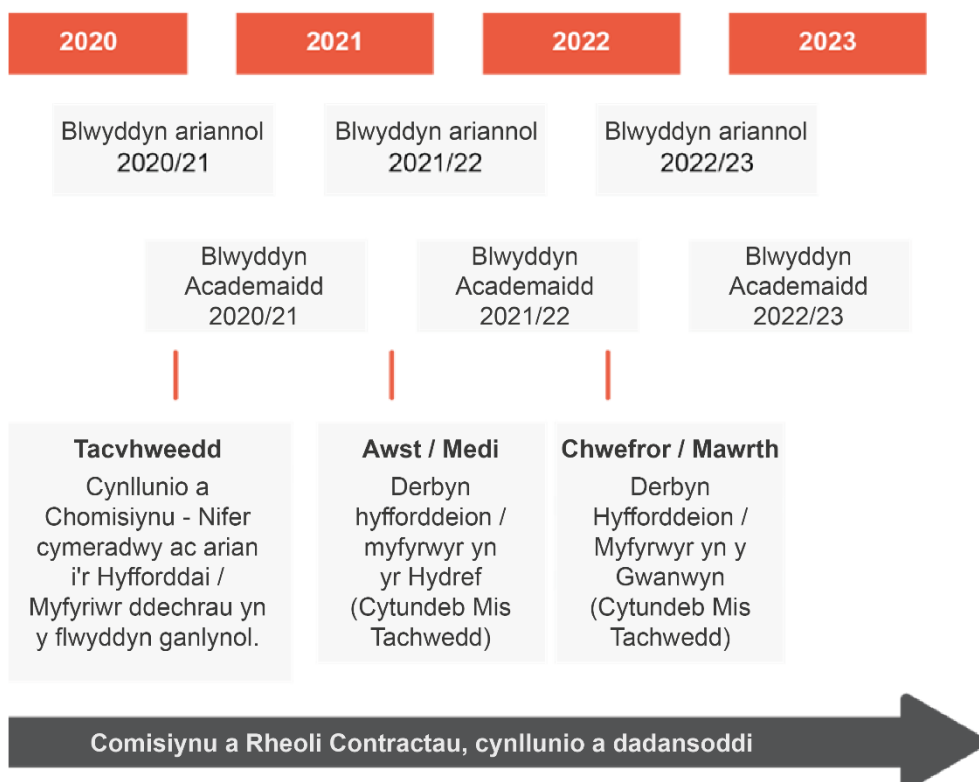 2020
2021
2022
2023
Blwyddyn ariannol
2020/21
Blwyddyn ariannol
2021/22
Blwyddyn ariannol
2022/23
Blwyddyn
Academaidd
2020/21
Blwyddyn
Academaidd
2021/22
Blwyddyn
Academaidd
2022/23
Tacvhweedd
Cynllunio a
Chomisiynu - Nifer
cymeradwy ac arian
i'r Hyfforddai /
Myfyriwr ddechrau yn
y flwyddyn ganlynol.
Awst / Medi
Derbyn
hyfforddeion /
myfyrwyr yn
yr Hydref
(Cytundeb Mis
Tachwedd)
Chwefror / Mawrth
Derbyn
Hyfforddeion /
Myfyrwyr yn y
Gwanwyn
(Cytundeb Mis
Tachwedd)
Comisiynu a Rheoli Contractau, cynllunio a dadansoddi